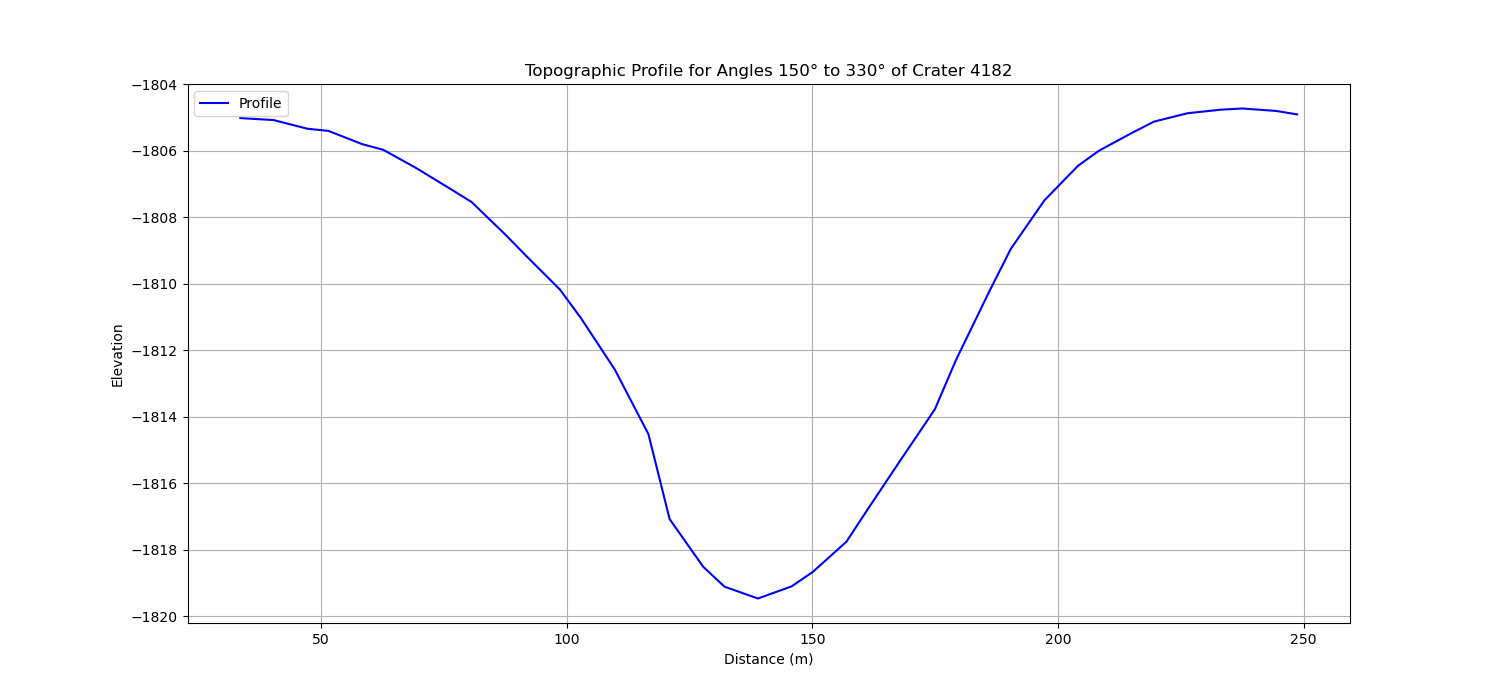 Topographic Profile for Angles 150° to 330° of Crater 4182
−1804
Profile
−1806
−1808
−1810
−1812
−1814
−1816
−1818
−1820
Elevation
50 100 150 200 250
Distance (m)